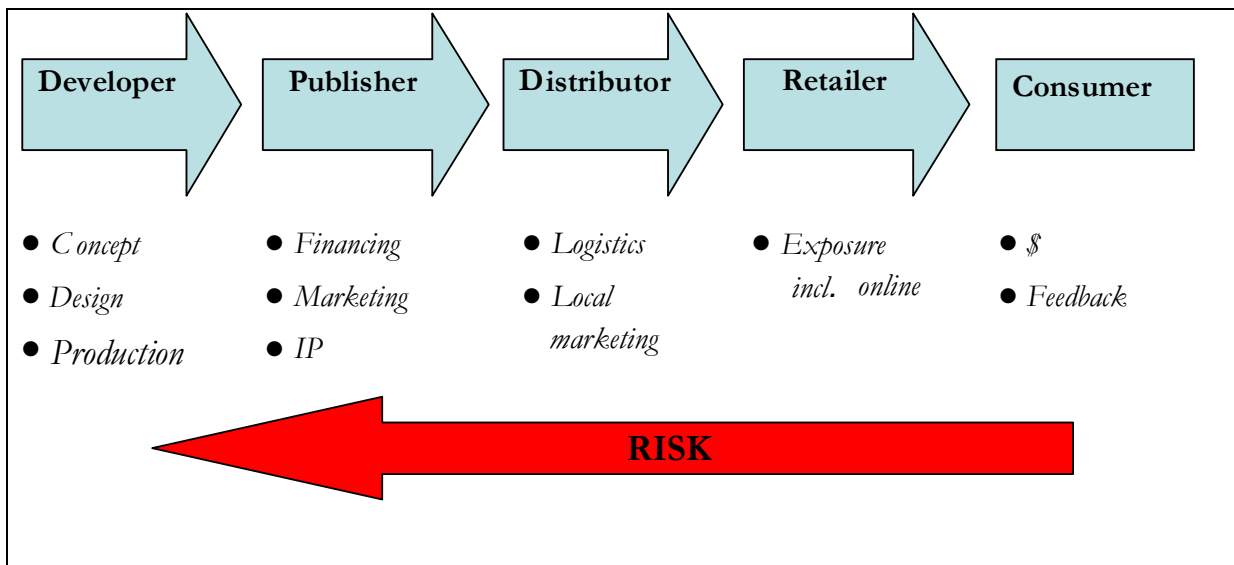 Developer
Publisher
Distributor
Retailer
Consumer
● Concept
● Design
● Production
● Financing
● Marketing
● IP
● Logistics
● Local
marketing
● Exposure
incl. online
● $
● Feedback
RISK